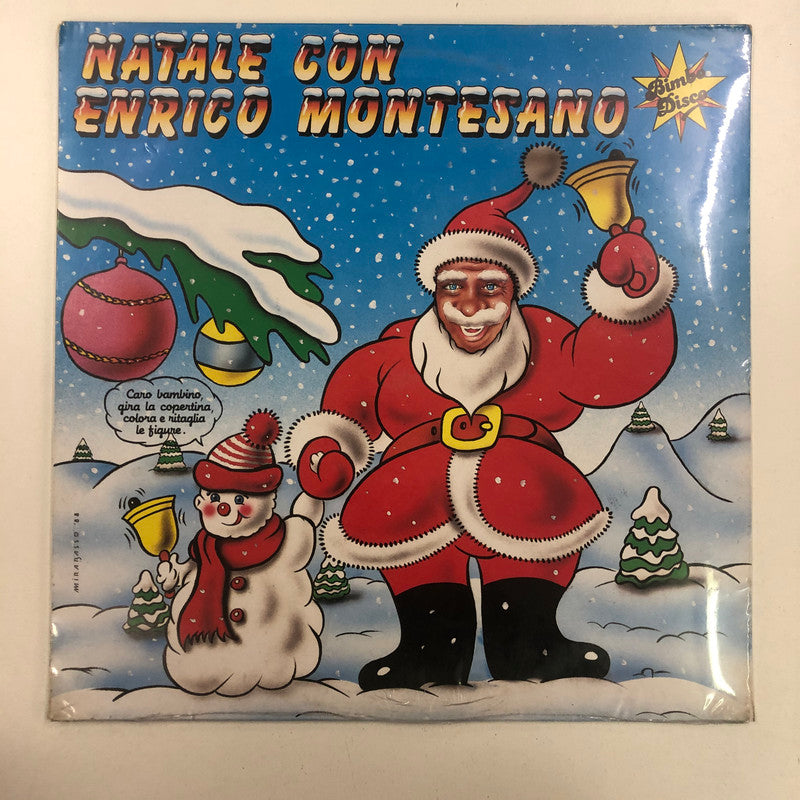 NATALE CON
ENRICO MONTESANO
Bimbo
Disco
Caro bambino,
gira la copertina,
colora e ritaglia
le figure.
MIRABASSO '88